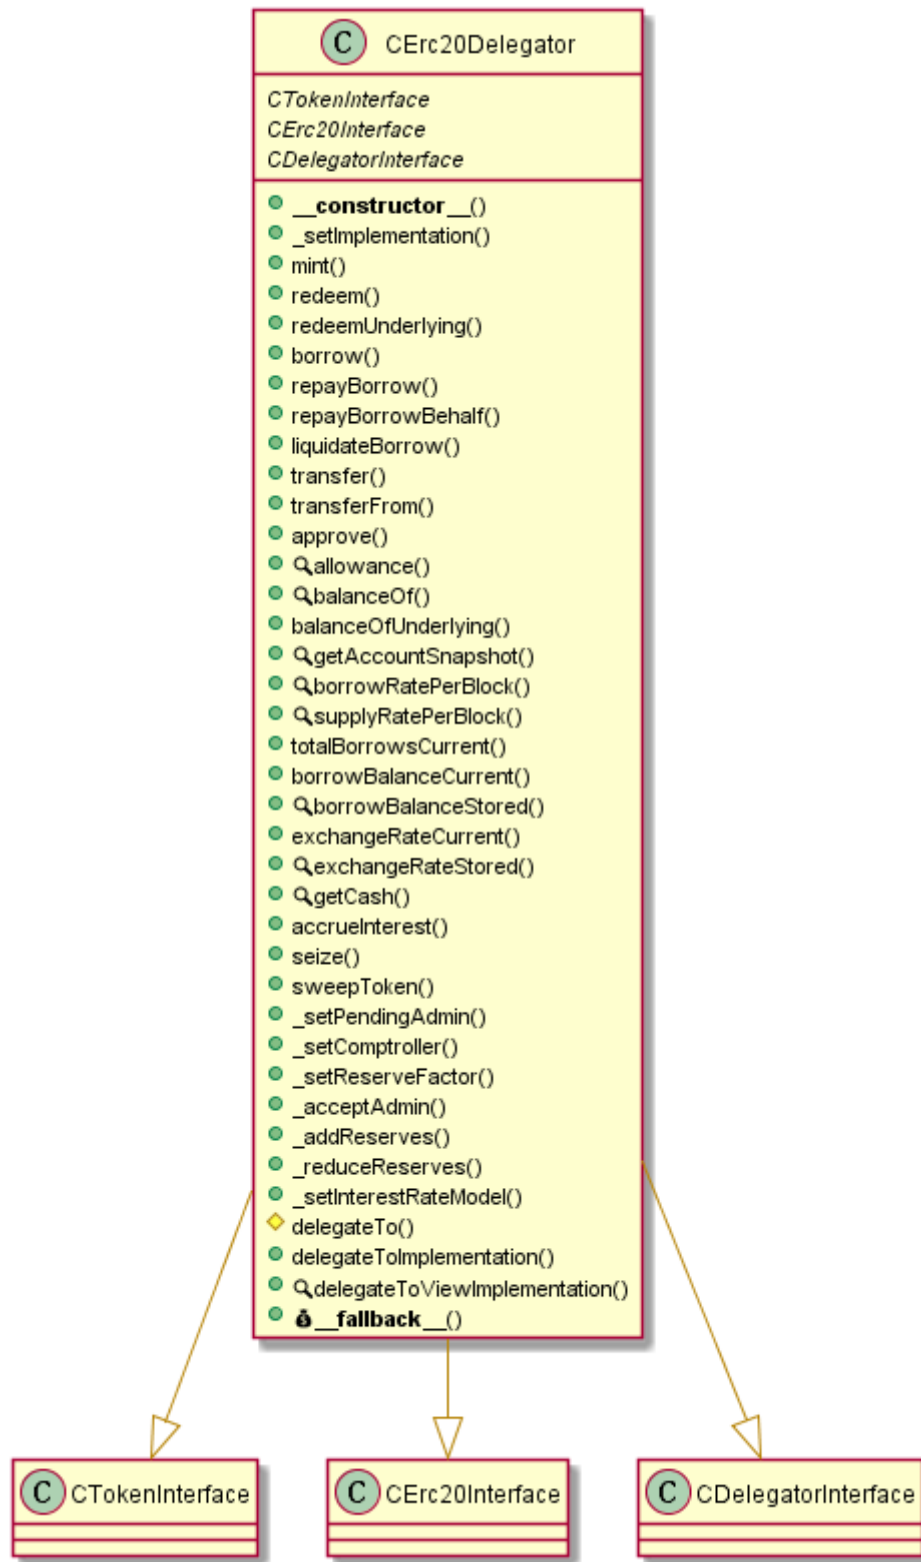 C CErc20Delegator
CTokenInterface
CErc20Interface
CDelegatorInterface
__constructor__()
_setImplementation()
mint()
redeem()
redeemUnderlying()
borrow()
repayBorrow()
repayBorrowBehalf()
liquidateBorrow()
transfer()
transferFrom()
approve()
allowance()
balanceOf()
balanceOfUnderlying()
getAccountSnapshot()
borrowRatePerBlock()
supplyRatePerBlock()
totalBorrowsCurrent()
borrowBalanceCurrent()
borrowBalanceStored()
exchangeRateCurrent()
exchangeRateStored()
getCash()
accrueInterest()
seize()
sweepToken()
_setPendingAdmin()
_setComptroller()
_setReserveFactor()
_acceptAdmin()
_addReserves()
_reduceReserves()
_setInterestRateModel()
delegateTo()
delegateToImplementation()
delegateToViewImplementation()
__fallback__()
C CTokenInterface
C CErc20Interface
C CDelegatorInterface